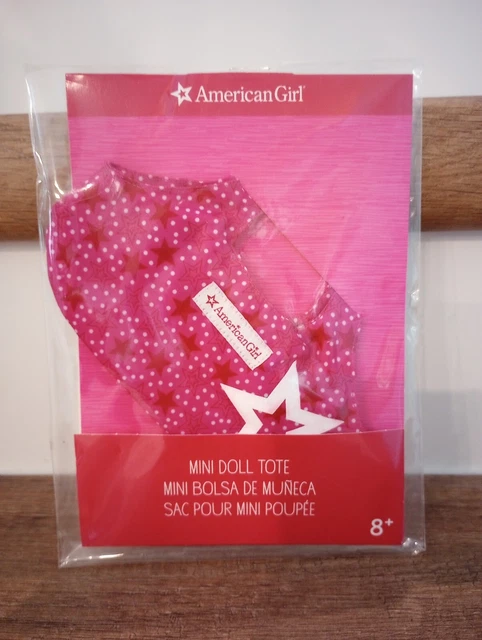 American Girl
American Girl
MINI DOLL TOTE
MINI BOLSA DE MUÑECA
SAC POUR MINI POUPÉE
8+